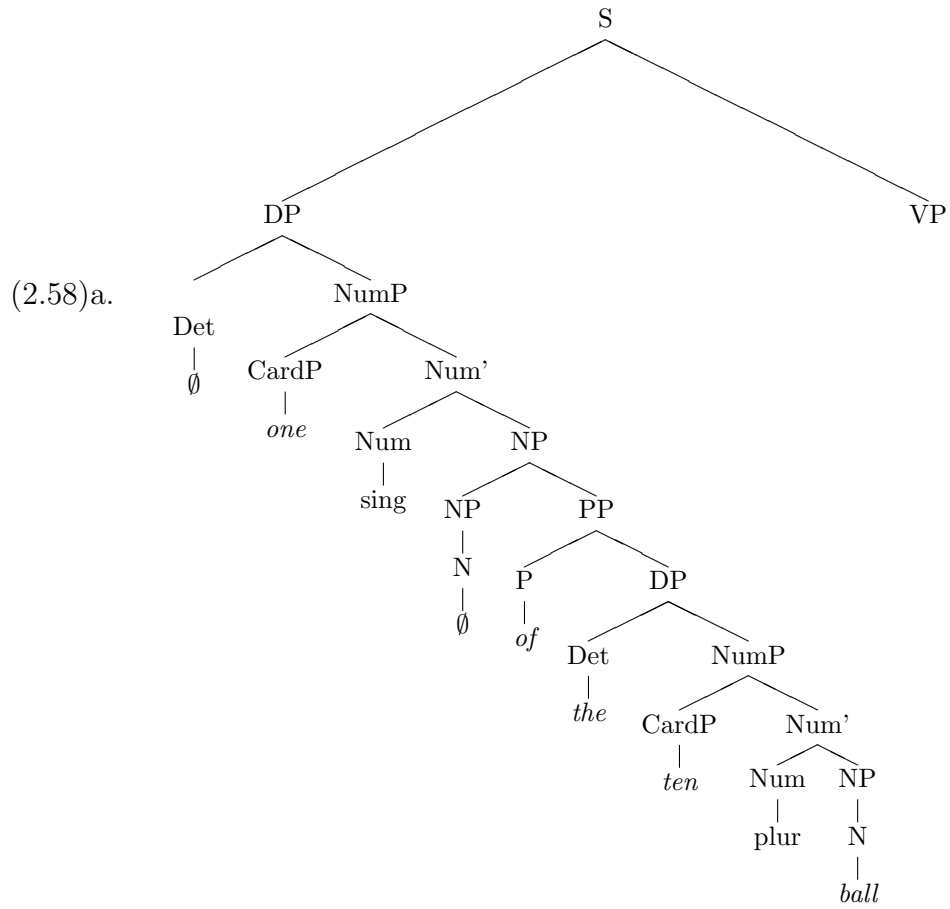 S
DP VP
(2.58)a.
NumP
Det
∅
CardP Num'
one
Num NP
sing
NP PP
N
P DP
∅
of
Det NumP
the
CardP Num'
ten
Num NP
plur
N
ball